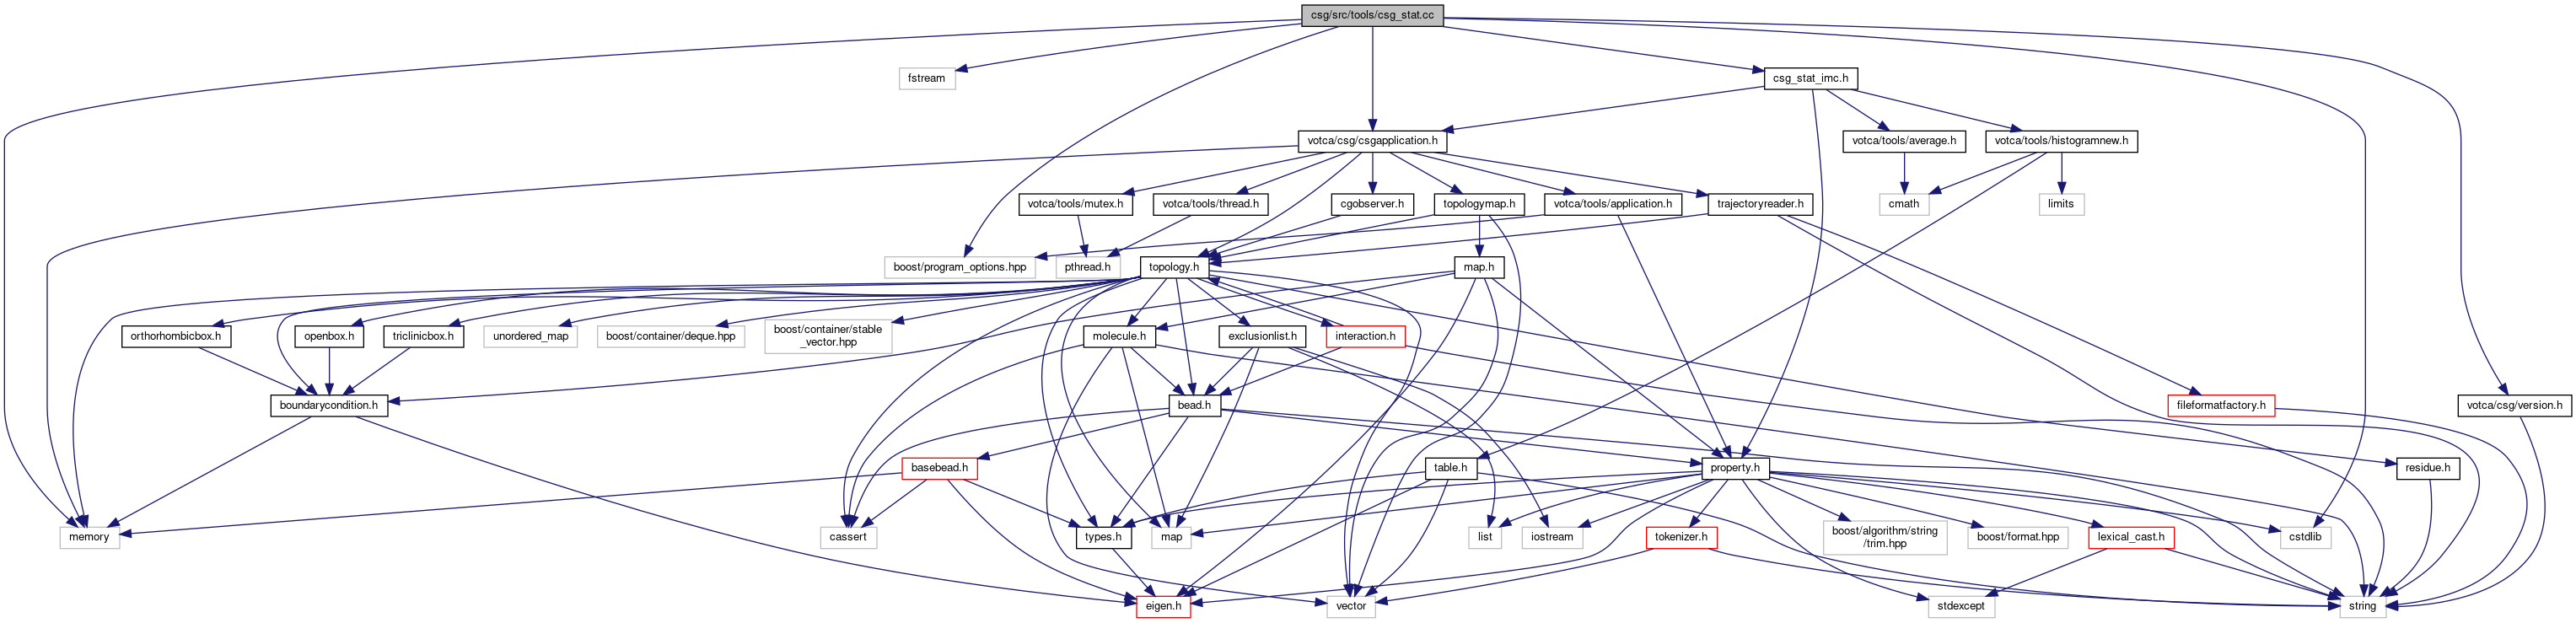 csg/src/tools/csg_stat.cc
fstream
csg_stat_imc.h
votca/csg/csgapplication.h
votca/tools/average.h
votca/tools/histogramnew.h
votca/tools/mutex.h
votca/tools/thread.h
cgobserver.h
topologymap.h
votca/tools/application.h
trajectoryreader.h
cmath
limits
boost/program_options.hpp
pthread.h
topology.h
map.h
orthorhombicbox.h
openbox.h
triclinicbox.h
unordered_map
boost/container/deque.hpp
boost/container/stable
_vector.hpp
molecule.h
exclusionlist.h
interaction.h
boundarycondition.h
bead.h
fileformatfactory.h
votca/csg/version.h
basebead.h
table.h
property.h
residue.h
memory
cassert
types.h
map
list
iostream
tokenizer.h
boost/algorithm/string
/trim.hpp
boost/format.hpp
lexical_cast.h
cstdlib
eigen.h
vector
stdexcept
string